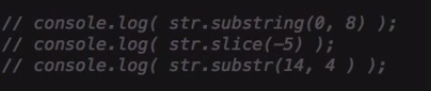 // console.log( str.substring(0, 8) );
// console.log( str.slice(-5) );
// console.log( str.substr(14, 4 ) );